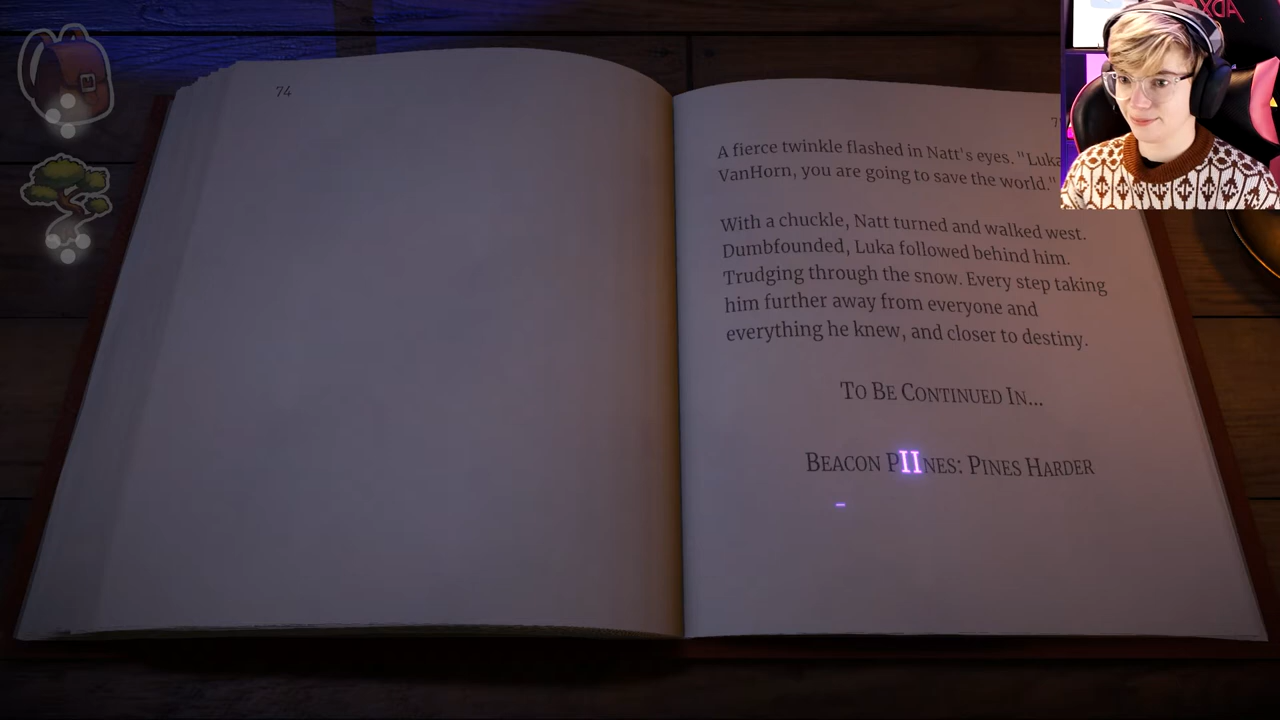 74
A fierce twinkle flashed in Natt's eyes. "Luka
VanHorn, you are going to save the world."
With a chuckle, Natt turned and walked west.
Dumbfounded, Luka followed behind him.
Trudging through the snow. Every step taking
him further away from everyone and
everything he knew, and closer to destiny.
To Be Continued In...
Beacon PIINES: Pines Harder